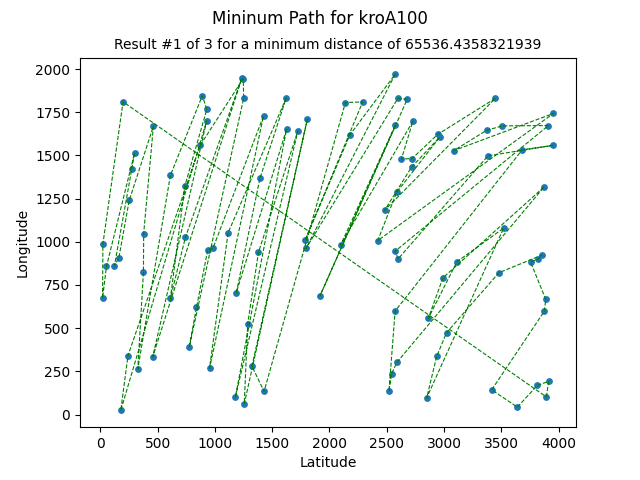 Mininum Path for kroA100
Result #1 of 3 for a minimum distance of 65536.4358321939
2000
1750
1500
1250
1000
750
500
250
0
Longitude
0 500 1000 1500 2000 2500 3000 3500 4000
Latitude